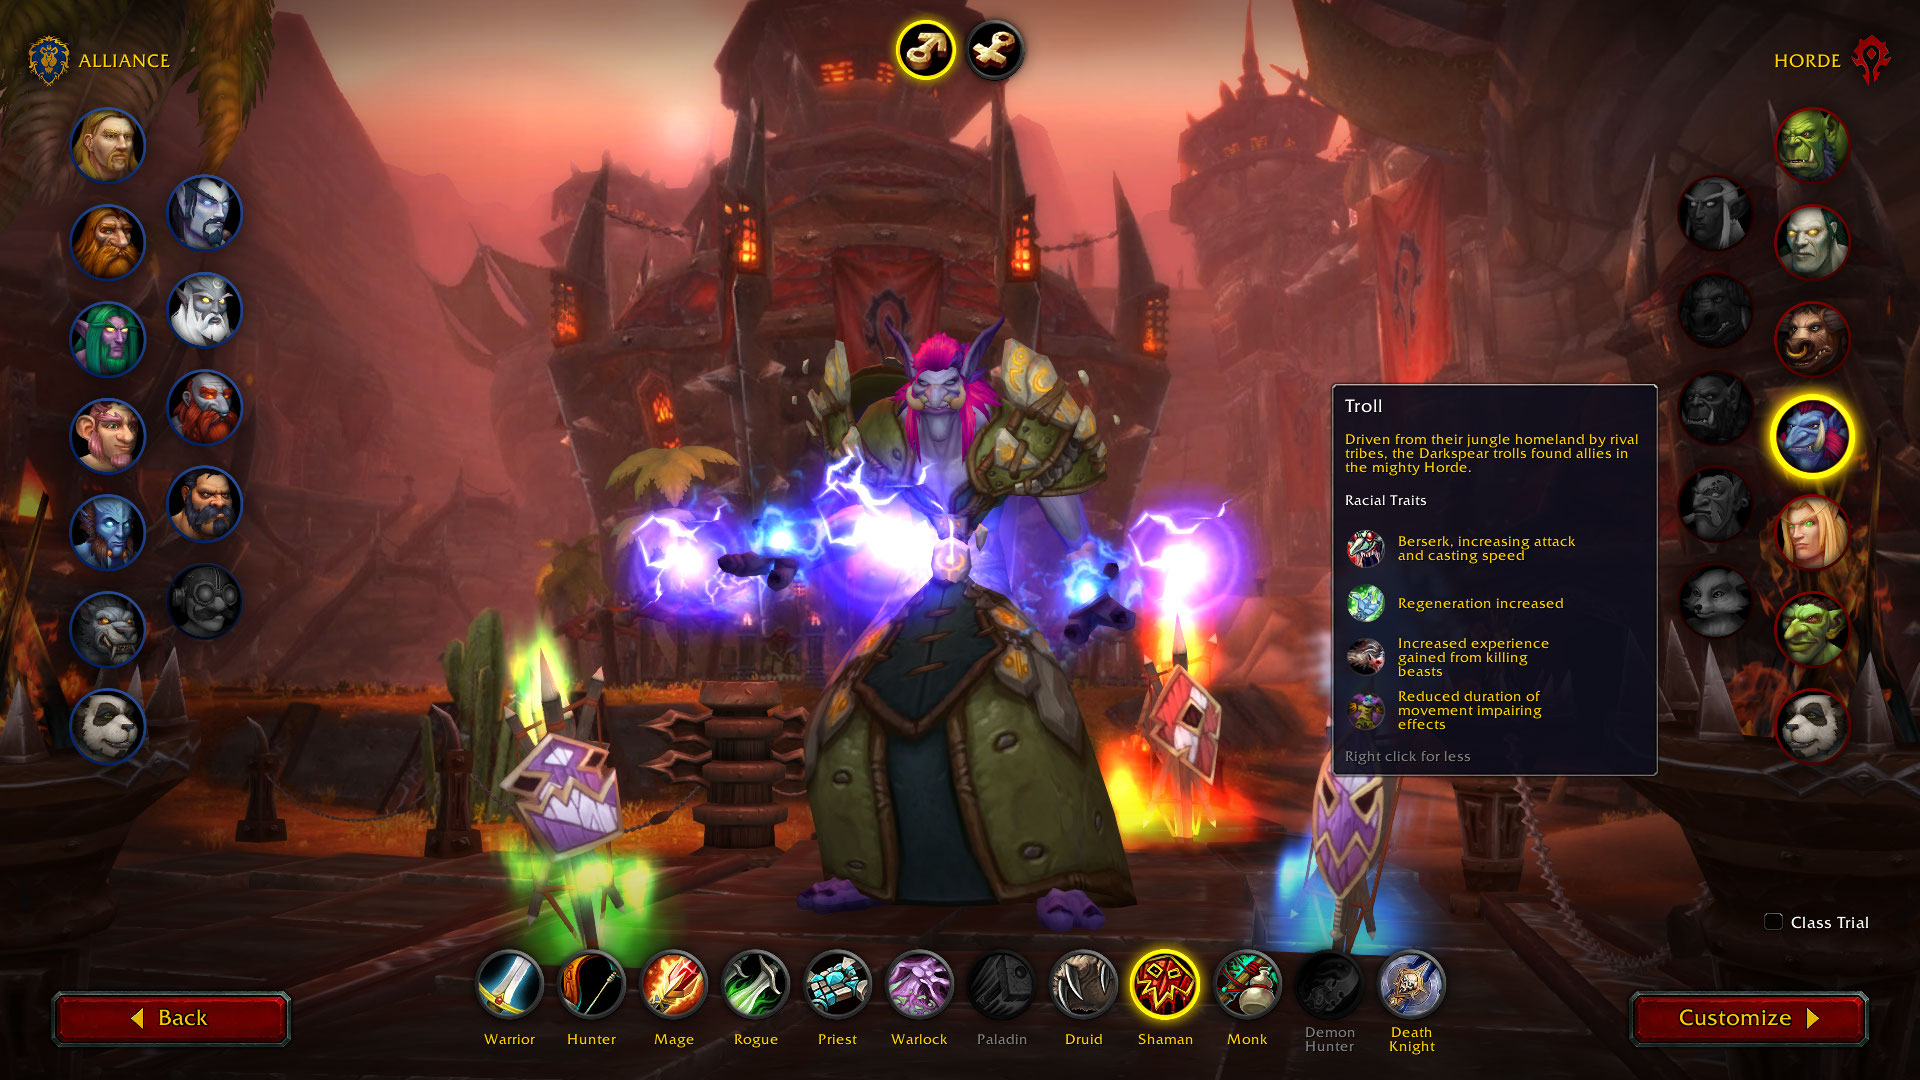 ALLIANCE
HORDE
Troll
Driven from their jungle homeland by rival
tribes, the Darkspear trolls found allies in
the mighty Horde.
Racial Traits
Berserk, increasing attack
and casting speed
Regeneration increased
Increased experience
gained from killing
beasts
Reduced duration of
movement impairing
effects
Right click for less
Class Trial
Back
Warrior
Hunter
Mage
Rogue
Priest
Warlock
Paladin
Druid
Shaman
Monk
Demon
Hunter
Death
Knight
Customize